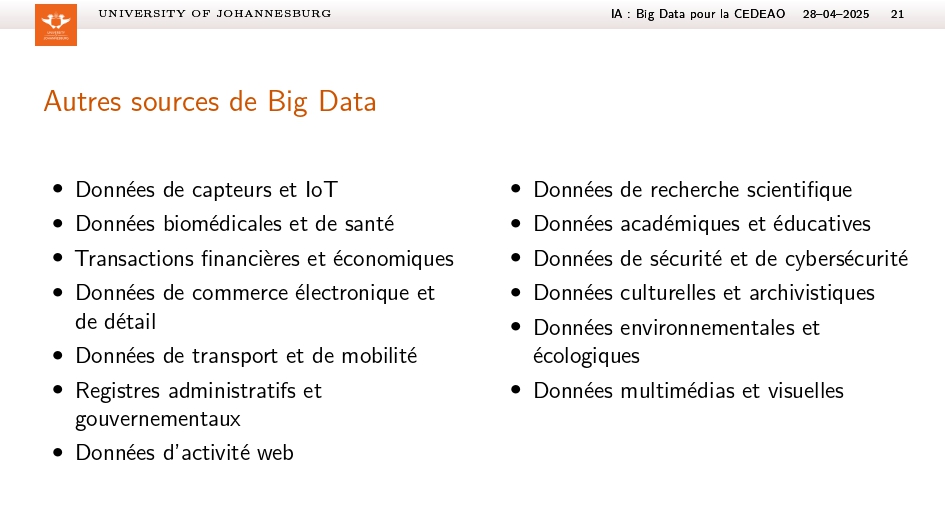 UNIVERSITY OF JOHANNESBURG
IA : Big Data pour la CEDEAO 28–04–2025 21
UNIVERSITY
JOHANNESBURG
Autres sources de Big Data
• Données de capteurs et IoT
• Données biomédicales et de santé
• Transactions financières et économiques
• Données de commerce électronique et
de détail
• Données de transport et de mobilité
• Registres administratifs et
gouvernementaux
• Données d'activité web
• Données de recherche scientifique
• Données académiques et éducatives
• Données de sécurité et de cybersécurité
• Données culturelles et archivistiques
• Données environnementales et
écologiques
• Données multimédias et visuelles